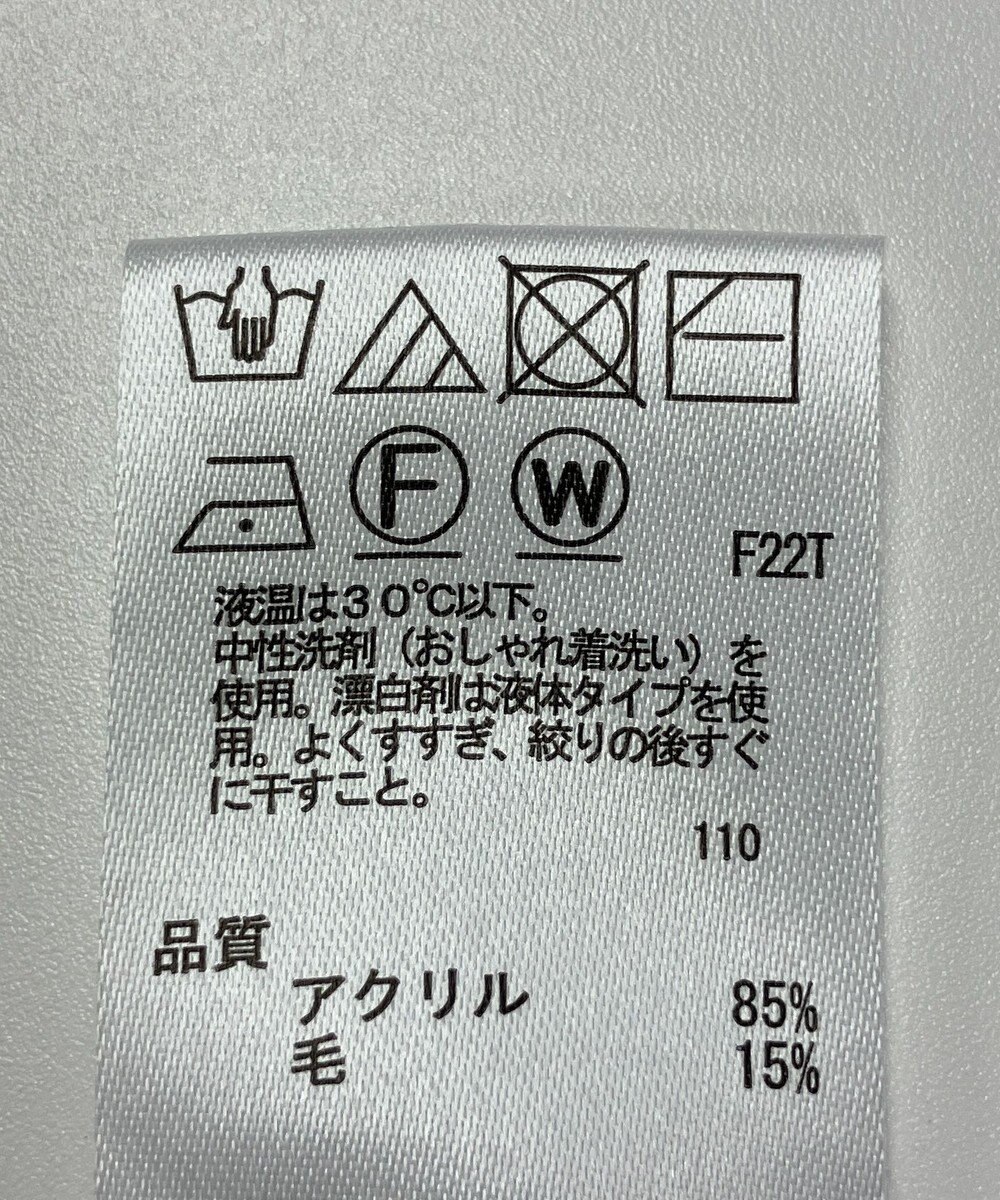 F W
F22T
液温は30℃以下。
中性洗剤（おしゃれ着洗い）を
使用。漂白剤は液体タイプを使
用。よくすすぎ、絞りの後すぐ
に干すこと。
110
品質
アクリル 85%
毛 15%